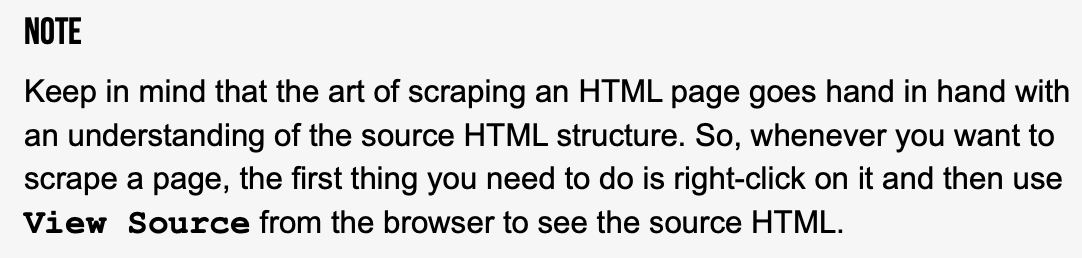 NOTE
Keep in mind that the art of scraping an HTML page goes hand in hand with
an understanding of the source HTML structure. So, whenever you want to
scrape a page, the first thing you need to do is right-click on it and then use
View Source from the browser to see the source HTML.